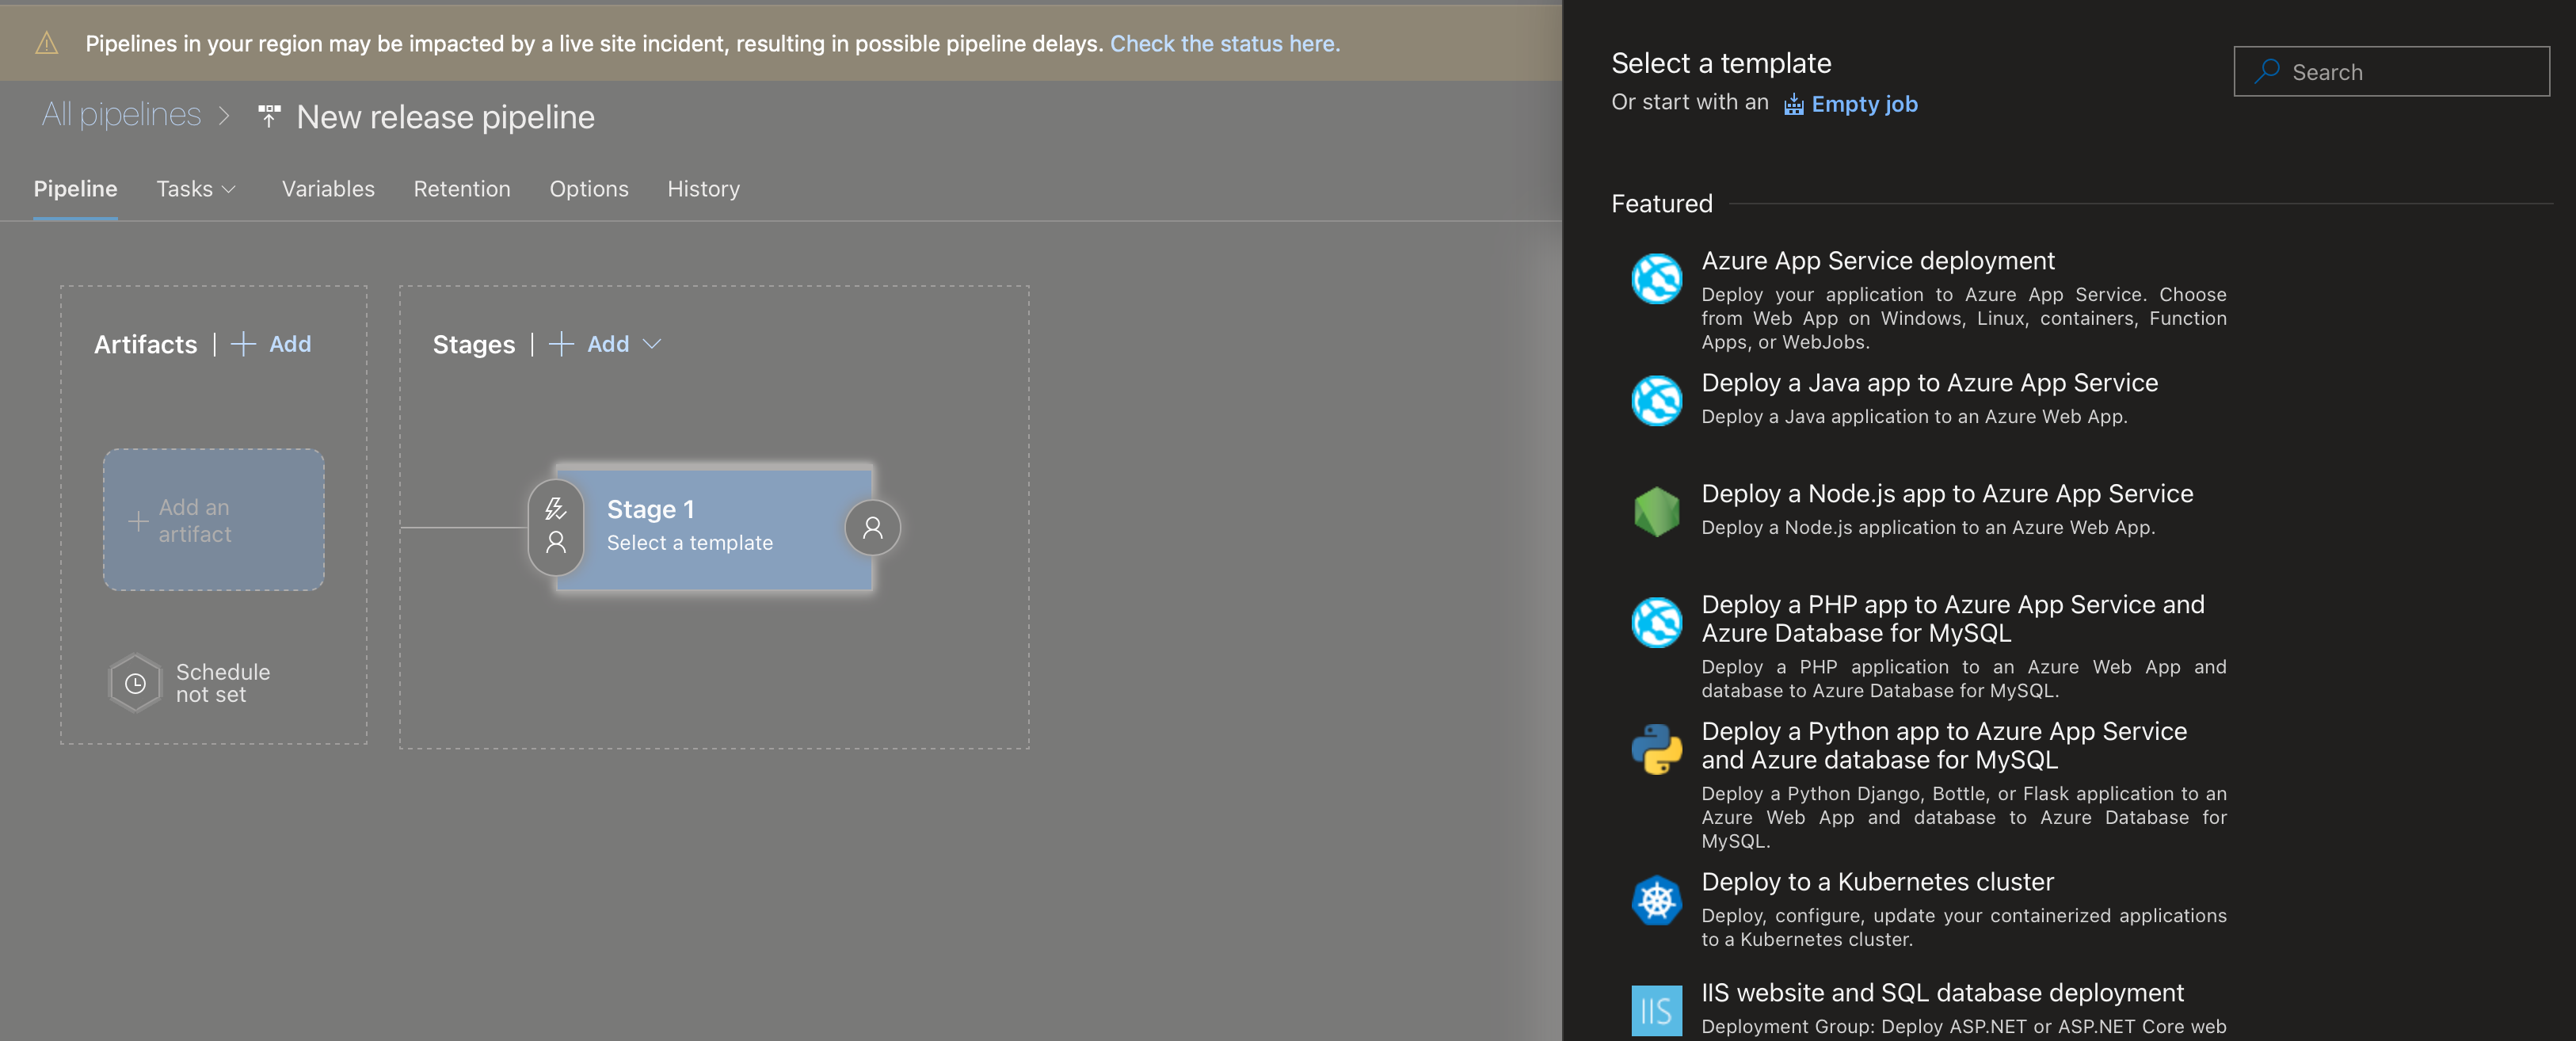 Pipelines in your region may be impacted by a live site incident, resulting in possible pipeline delays. Check the status here.
All pipelines > New release pipeline
Pipeline Tasks Variables Retention Options History
Artifacts | + Add
Add an
artifact
Schedule
not set
Stages | + Add
Stage 1
Select a template
Select a template
Or start with an Empty job
Search
Featured
Azure App Service deployment
Deploy your application to Azure App Service. Choose
from Web App on Windows, Linux, containers, Function
Apps, or WebJobs.
Deploy a Java app to Azure App Service
Deploy a Java application to an Azure Web App.
Deploy a Node.js app to Azure App Service
Deploy a Node.js application to an Azure Web App.
Deploy a PHP app to Azure App Service and
Azure Database for MySQL
Deploy a PHP application to an Azure Web App and
database to Azure Database for MySQL.
Deploy a Python app to Azure App Service
and Azure database for MySQL
Deploy a Python Django, Bottle, or Flask application to an
Azure Web App and database to Azure Database for
MySQL.
Deploy to a Kubernetes cluster
Deploy, configure, update your containerized applications
to a Kubernetes cluster.
IIS
IIS website and SQL database deployment
Deployment Group: Deploy ASP.NET or ASP.NET Core web